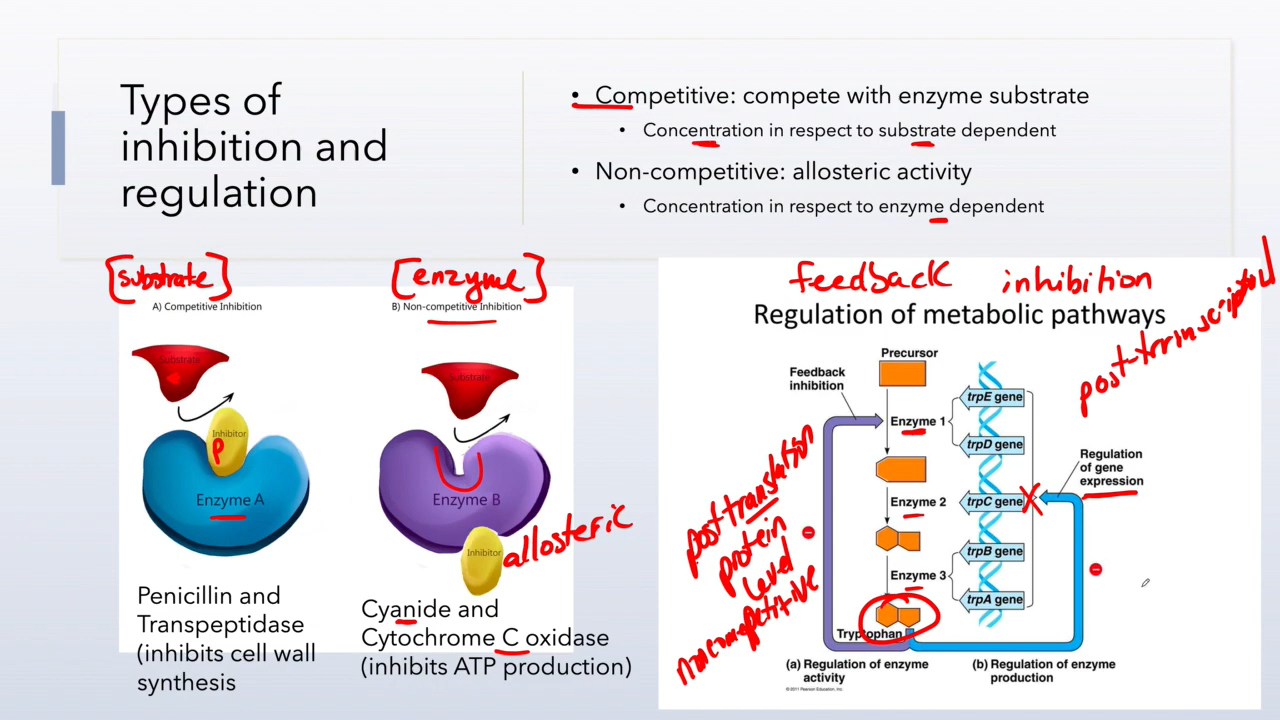 Types of
inhibition and
regulation
• Competitive: compete with enzyme substrate
• Concentration in respect to substrate dependent
• Non-competitive: allosteric activity
• Concentration in respect to enzyme dependent
[substrate]
[enzyme]
A) Competitive Inhibition
B) Non-competitive Inhibition
Substrate
Inhibitor
P
Enzyme A
Substrate
Enzyme B
Inhibitor
allosteric
Penicillin and
Transpeptidase
(inhibits cell wall
synthesis
Cyanide and
Cytochrome C oxidase
(inhibits ATP production)
feedback inhibition
Regulation of metabolic pathways
post-transcriptional
Precursor
Feedback
inhibition
Enzyme 1
Enzyme 2
Enzyme 3
Tryptophan
trpE gene
trpD gene
trpC gene
trpB gene
trpA gene
Regulation
of gene
expression
post-translation
protein
level
noncompetitive
(a) Regulation of enzyme
activity
(b) Regulation of enzyme
production
© 2011 Pearson Education, Inc.